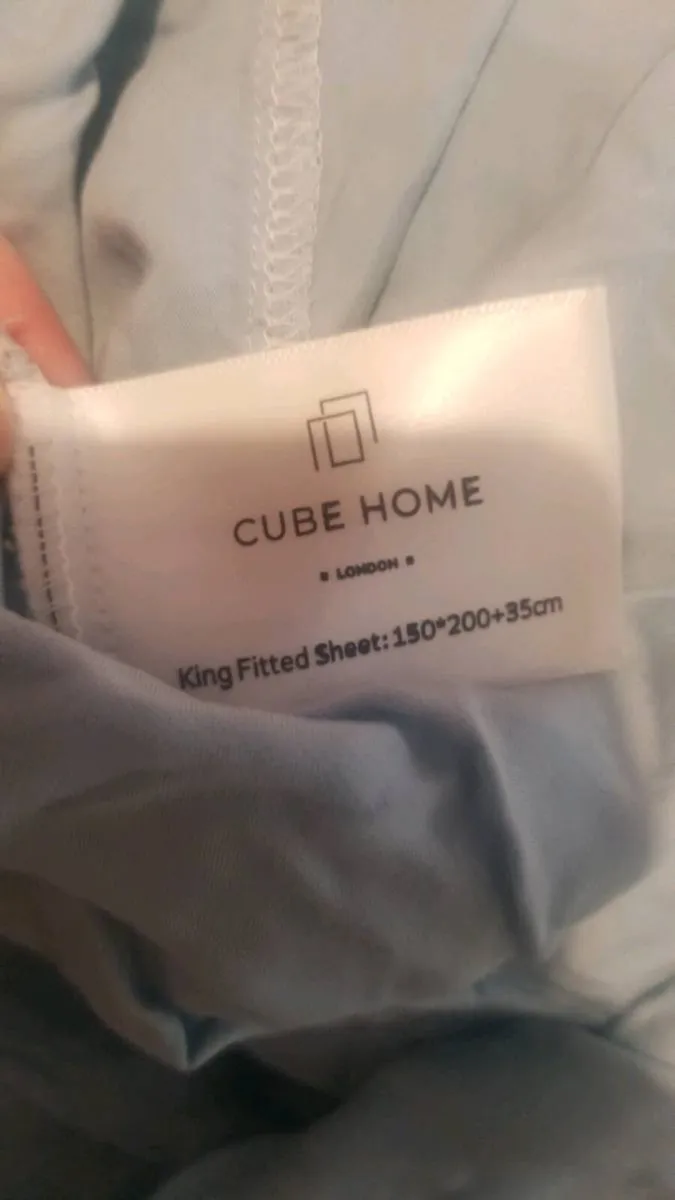 CUBE HOME
▪ LONDON ▪
King Fitted Sheet: 150*200+35cm